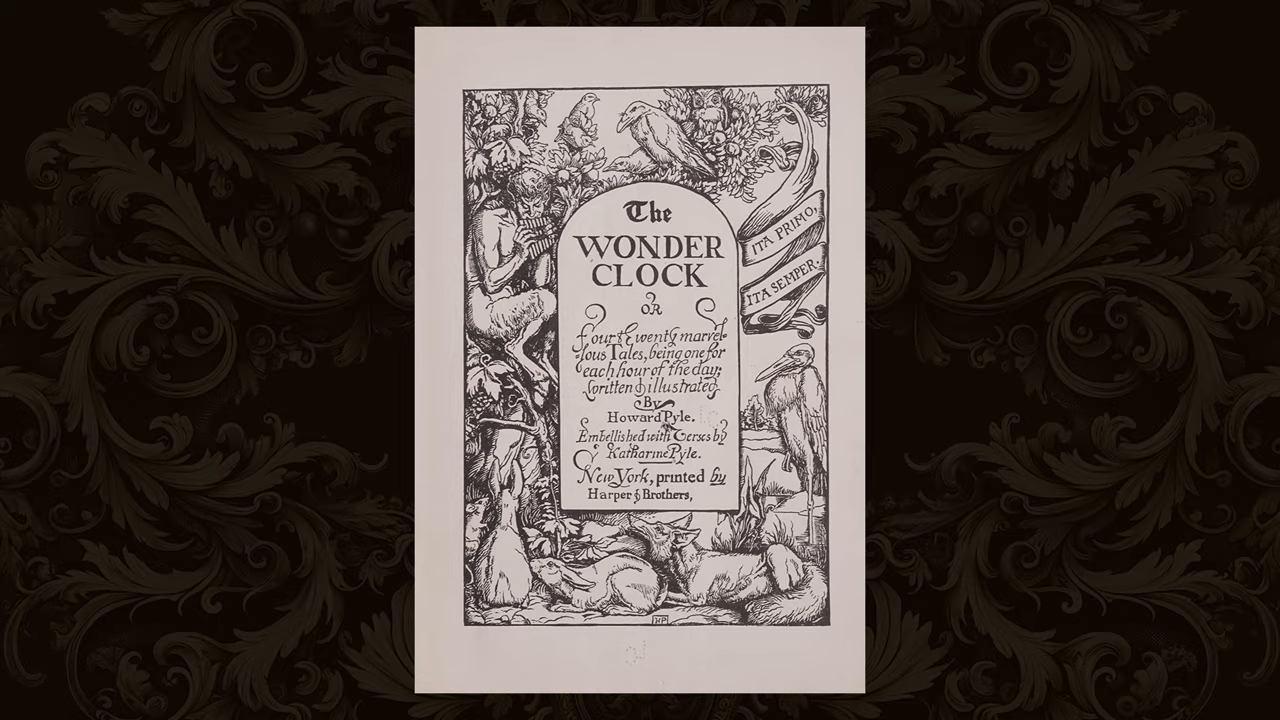 The
WONDER
CLOCK
OR
four & twenty marvel-
lous Tales, being one for
each hour of the day:
written & illustrated
By
Howard Pyle.
Embellished with Verses by
Katharine Pyle.
New York, printed by
Harper & Brothers,
ITA PRIMO,
ITA SEMPER.
HP